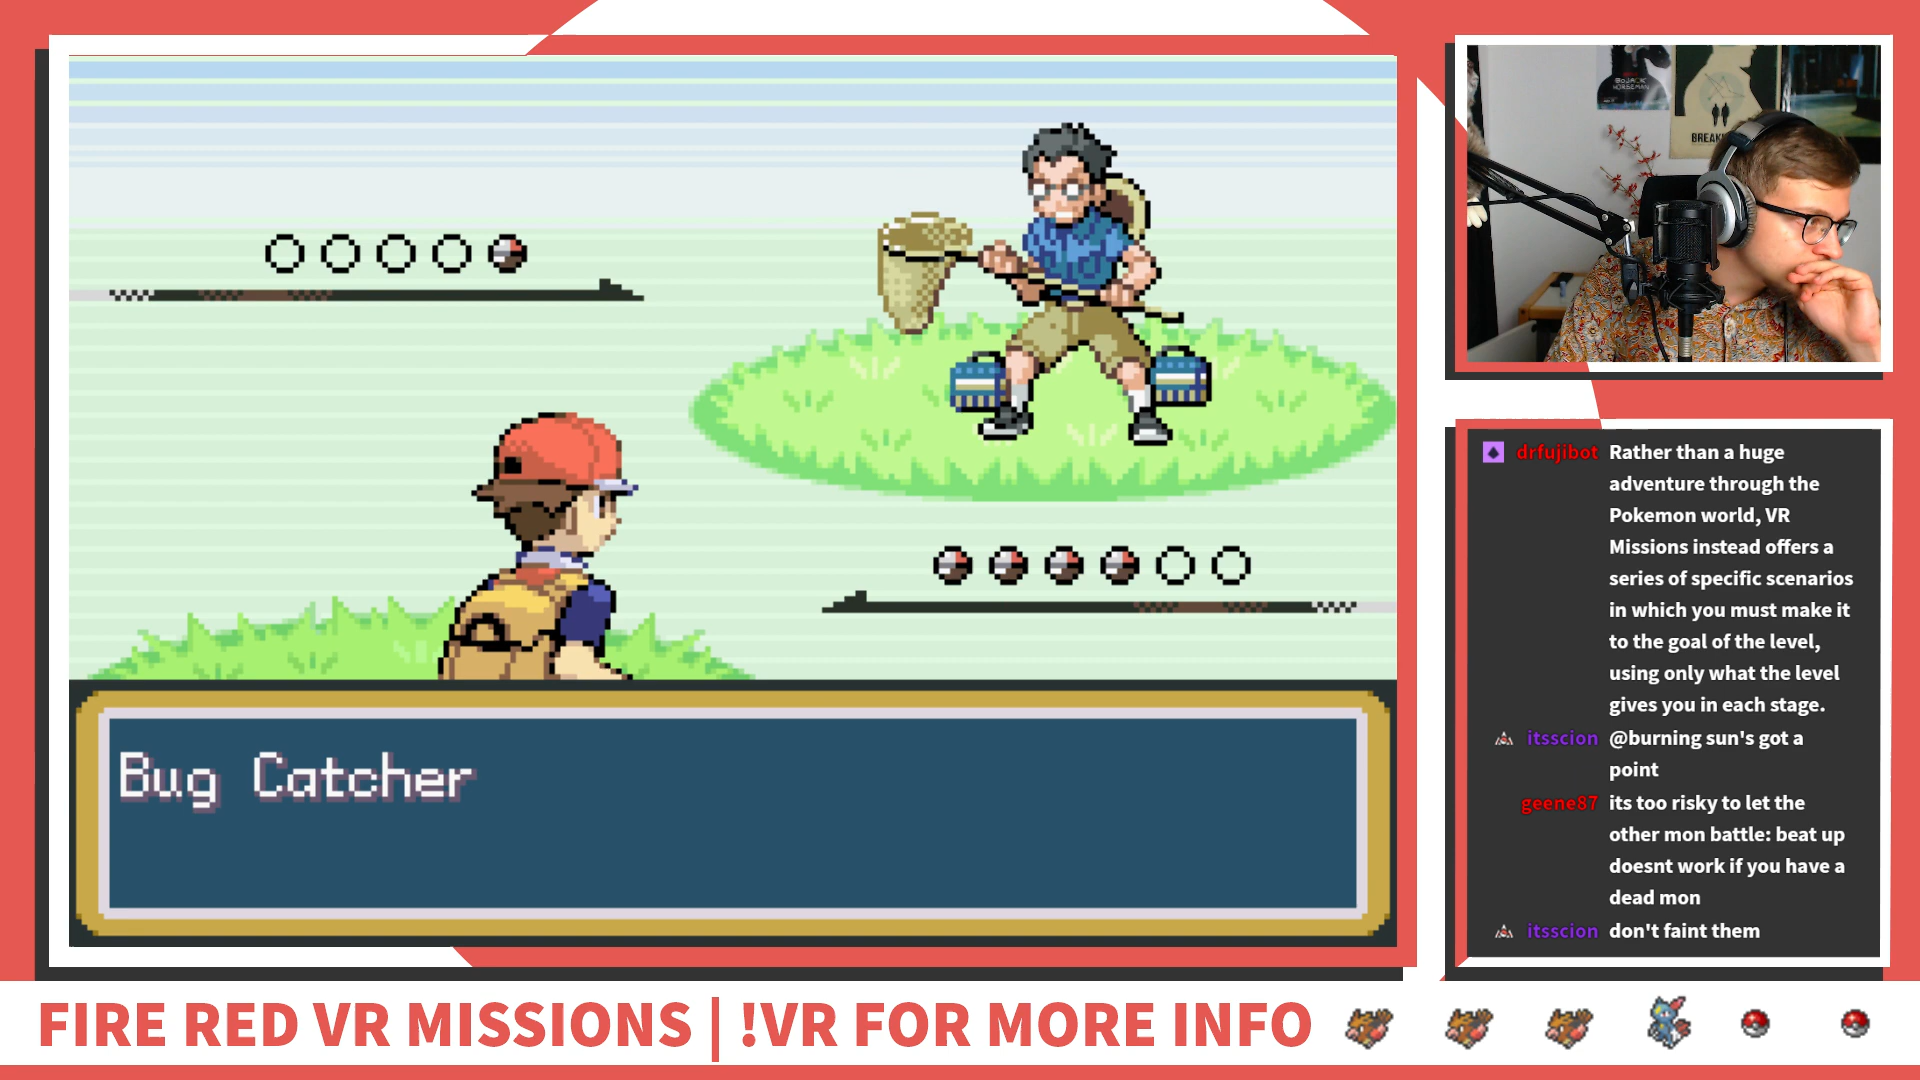 BOJACK
HORSEMAN
BREAK
Bug Catcher
drfujibot Rather than a huge
adventure through the
Pokemon world, VR
Missions instead offers a
series of specific scenarios
in which you must make it
to the goal of the level,
using only what the level
gives you in each stage.
itsscion @burning sun's got a
point
geene87 its too risky to let the
other mon battle: beat up
doesnt work if you have a
dead mon
itsscion don't faint them
FIRE RED VR MISSIONS | !VR FOR MORE INFO